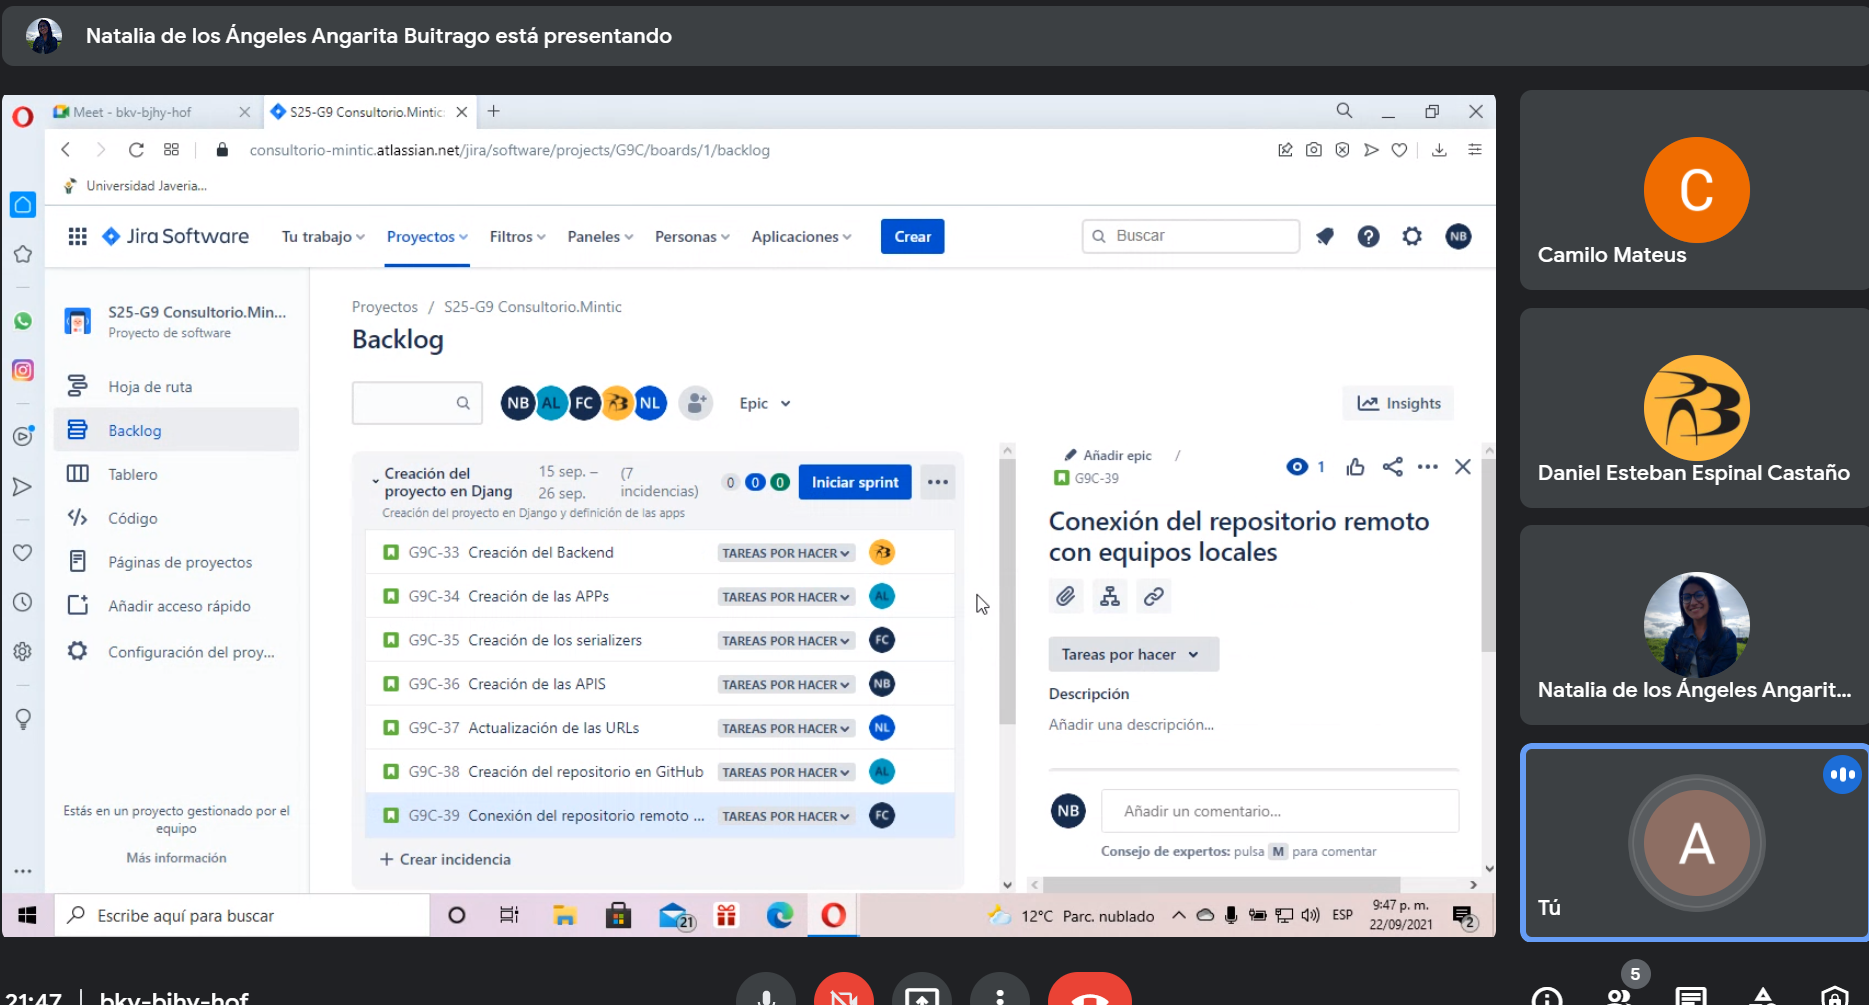 Natalia de los Ángeles Angarita Buitrago está presentando
Meet - bkv-bjhy-hof
S25-G9 Consultorio.Mintic:
consultorio-mintic.atlassian.net/jira/software/projects/G9C/boards/1/backlog
Universidad Javeria...
Jira Software
Tu trabajo
Proyectos
Filtros
Paneles
Personas
Aplicaciones
Crear
Buscar
NB
S25-G9 Consultorio.Min...
Proyecto de software
Hoja de ruta
Backlog
Tablero
Código
Páginas de proyectos
Añadir acceso rápido
Configuración del proy...
Estás en un proyecto gestionado por el
equipo
Más información
Proyectos / S25-G9 Consultorio.Mintic
Backlog
NB AL FC NL
Epic
Insights
Creación del
proyecto en Djang
15 sep. –
26 sep.
(7
incidencias)
0 0 0
Iniciar sprint
Creación del proyecto en Django y definición de las apps
G9C-33 Creación del Backend TAREAS POR HACER
G9C-34 Creación de las APPs TAREAS POR HACER AL
G9C-35 Creación de los serializers TAREAS POR HACER FC
G9C-36 Creación de las APIS TAREAS POR HACER NB
G9C-37 Actualización de las URLs TAREAS POR HACER NL
G9C-38 Creación del repositorio en GitHub TAREAS POR HACER AL
G9C-39 Conexión del repositorio remoto ... TAREAS POR HACER FC
+ Crear incidencia
Añadir epic /
G9C-39
1
Conexión del repositorio remoto
con equipos locales
Tareas por hacer
Descripción
Añadir una descripción...
NB
Añadir un comentario...
Consejo de expertos: pulsa M para comentar
Escribe aquí para buscar
21
12°C Parc. nublado
ESP
9:47 p. m.
22/09/2021
2
C
Camilo Mateus
Daniel Esteban Espinal Castaño
Natalia de los Ángeles Angarit...
A
Tú
21:47 | bkv-bjhy-hof
5